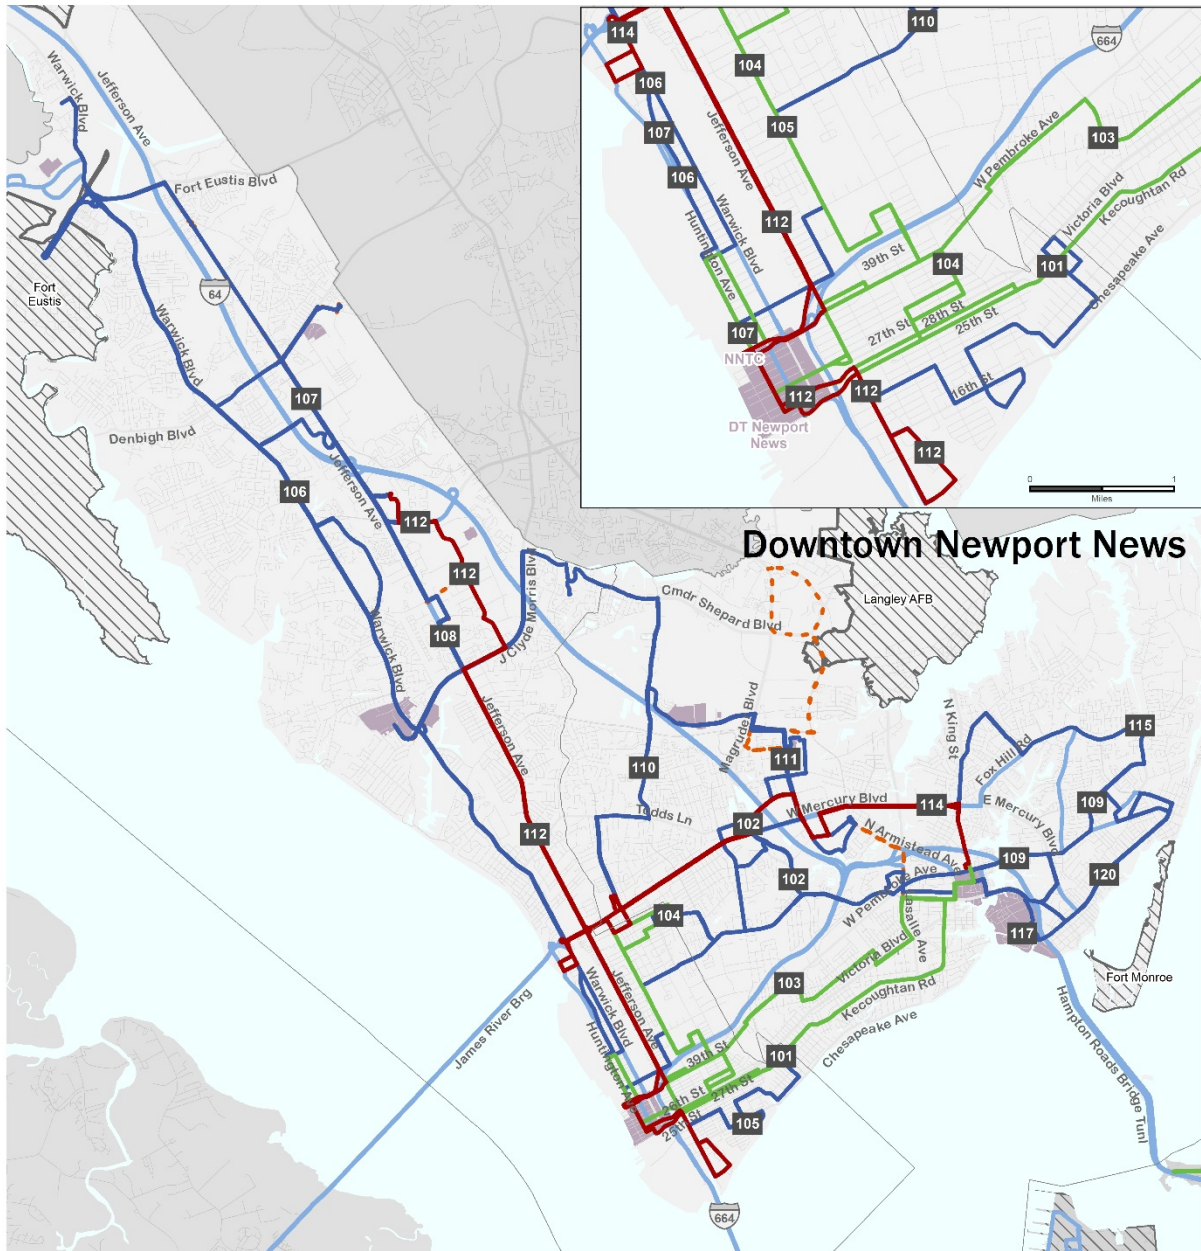 114
110
664
104
106
105
107
Jefferson Ave
W Pembroke Ave
103
106
Victoria Blvd
Kecoughtan Rd
Huntington Ave
Warwick Blvd
112
39th St
104
101
Chesapeake Ave
107
27th St
28th St
25th St
NNTC
16th St
112
112
DT Newport
News
112
0
1
Miles
Downtown Newport News
Warwick Blvd
Jefferson Ave
Fort Eustis Blvd
Fort
Eustis
64
Warwick Blvd
107
Denbigh Blvd
Jefferson Ave
106
112
112
J Clyde Morris Blvd
Cmdr Shepard Blvd
Langley AFB
108
Warwick Blvd
Jefferson Ave
Magruder Blvd
N King St
Fox Hill Rd
115
110
111
Todds Ln
W Mercury Blvd
114
E Mercury Blvd
109
112
102
N Armistead Ave
109
102
W Pembroke Ave
120
104
Lasalle Ave
117
Victoria Blvd
103
Fort Monroe
James River Brg
Warwick Blvd
Jefferson Ave
Kecoughtan Rd
Chesapeake Ave
Hampton Roads Bridge Tunl
Huntington Ave
39th St
101
26th St
27th St
25th St
105
664